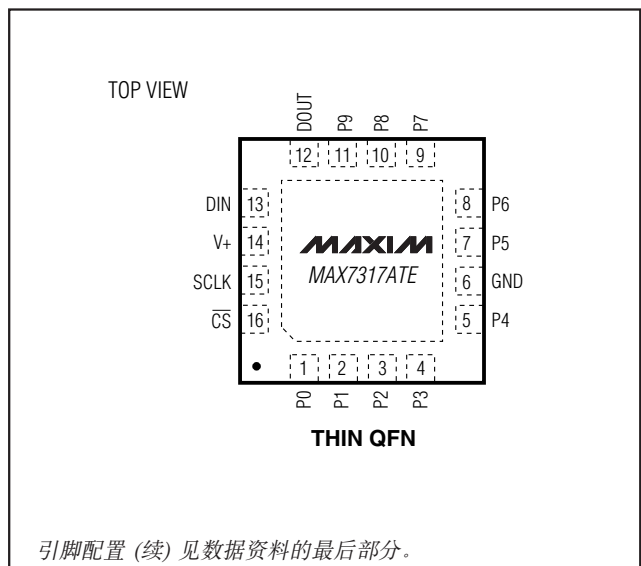 TOP VIEW
DOUT P9 P8 P7
12 11 10 9
DIN 13
V+ 14
SCLK 15
C̅S̅ 16
MAXIM
MAX7317ATE
8 P6
7 P5
6 GND
5 P4
1 2 3 4
P0 P1 P2 P3
THIN QFN
引脚配置 (续) 见数据资料的最后部分。